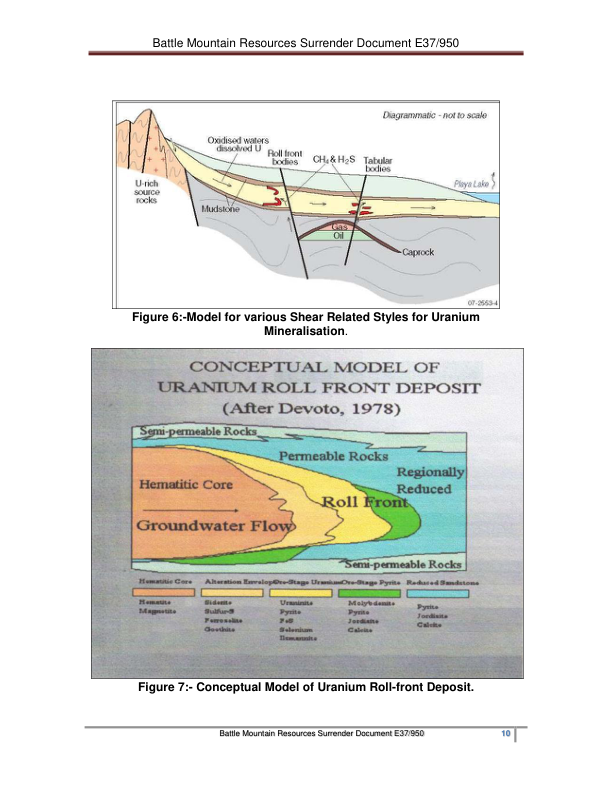 Battle Mountain Resources Surrender Document E37/950
Diagrammatic - not to scale
Oxidised waters
dissolved U
Roll front
bodies
CH4 & H2S
Tabular
bodies
Playa Lake
U-rich
source
rocks
Mudstone
Gas
Oil
Caprock
07-2553-4
Figure 6:-Model for various Shear Related Styles for Uranium
Mineralisation.
CONCEPTUAL MODEL OF
URANIUM ROLL FRONT DEPOSIT
(After Devoto, 1978)
Semi-permeable Rocks
Permeable Rocks
Regionally
Reduced
Hematitic Core
Roll Front
Groundwater Flow
Semi-permeable Rocks
Hematitic Core Alteration Envelop Ore-Stage Uranium Ore-Stage Pyrite Reduced Sandstone
Hematite Siderite Uraninite Molybdenite Pyrite
Magnetite Sulfur-S Pyrite Pyrite Jordisite
Ferroselite FeS Jordisite Calcite
Goethite Selenium Calcite
Ilsemannite
Figure 7:- Conceptual Model of Uranium Roll-front Deposit.
Battle Mountain Resources Surrender Document E37/950 10